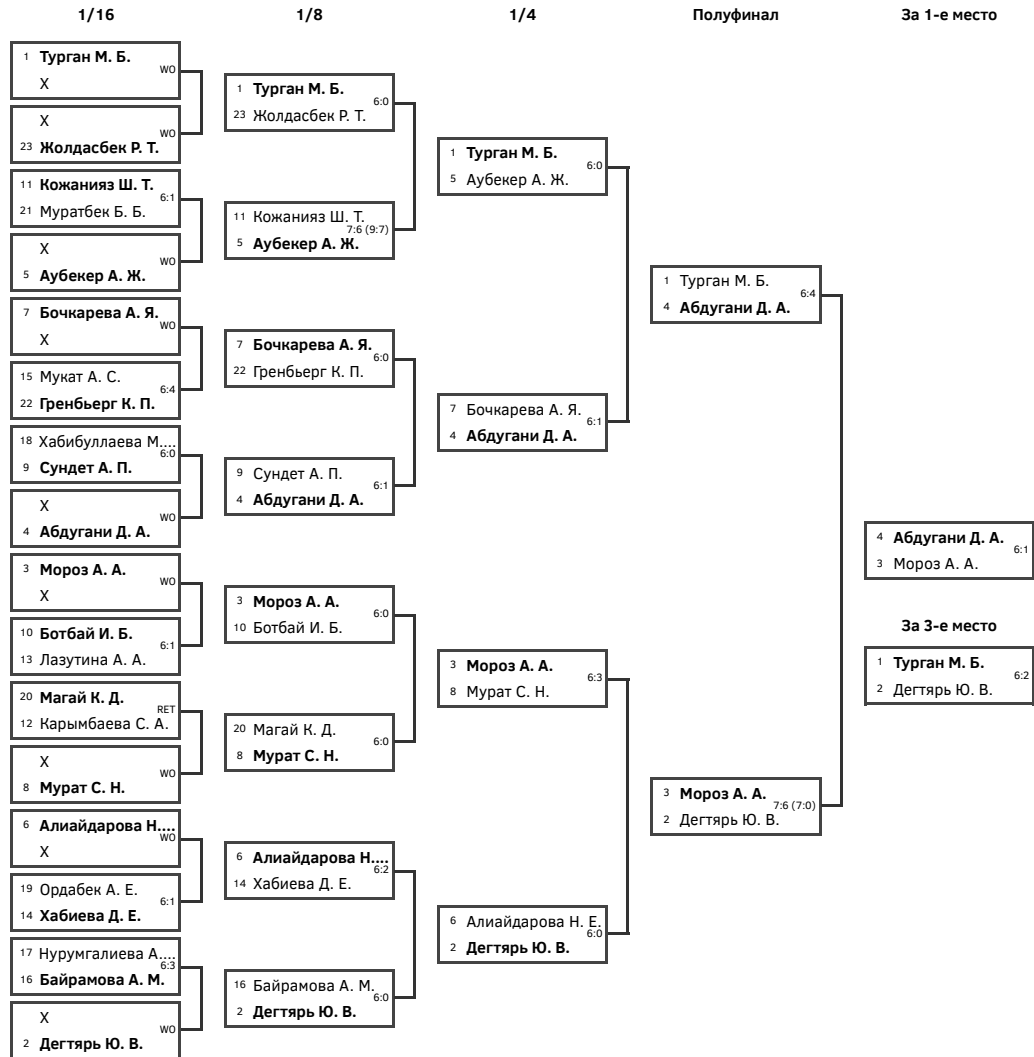 1/16
1/8
1/4
Полуфинал
За 1-е место
1 Турган М. Б.
WO
X
X
WO
23 Жолдасбек Р. Т.
11 Кожанияз Ш. Т.
6:1
21 Муратбек Б. Б.
X
WO
5 Аубекер А. Ж.
7 Бочкарева А. Я.
WO
X
15 Мукат А. С.
6:4
22 Гренбьерг К. П.
18 Хабибуллаева М....
6:0
9 Сундет А. П.
X
WO
4 Абдугани Д. А.
3 Мороз А. А.
WO
X
10 Ботбай И. Б.
6:1
13 Лазутина А. А.
20 Магай К. Д.
RET
12 Карымбаева С. А.
X
WO
8 Мурат С. Н.
6 Алиайдарова Н....
WO
X
19 Ордабек А. Е.
6:1
14 Хабиева Д. Е.
17 Нурумгалиева А....
6:3
16 Байрамова А. М.
X
WO
2 Дегтярь Ю. В.
1 Турган М. Б.
6:0
23 Жолдасбек Р. Т.
11 Кожанияз Ш. Т.
7:6 (9:7)
5 Аубекер А. Ж.
7 Бочкарева А. Я.
6:0
22 Гренбьерг К. П.
9 Сундет А. П.
6:1
4 Абдугани Д. А.
3 Мороз А. А.
6:0
10 Ботбай И. Б.
20 Магай К. Д.
6:0
8 Мурат С. Н.
6 Алиайдарова Н....
6:2
14 Хабиева Д. Е.
16 Байрамова А. М.
6:0
2 Дегтярь Ю. В.
1 Турган М. Б.
6:0
5 Аубекер А. Ж.
7 Бочкарева А. Я.
6:1
4 Абдугани Д. А.
3 Мороз А. А.
6:3
8 Мурат С. Н.
6 Алиайдарова Н. Е.
6:0
2 Дегтярь Ю. В.
1 Турган М. Б.
6:4
4 Абдугани Д. А.
3 Мороз А. А.
7:6 (7:0)
2 Дегтярь Ю. В.
4 Абдугани Д. А.
6:1
3 Мороз А. А.
За 3-е место
1 Турган М. Б.
6:2
2 Дегтярь Ю. В.